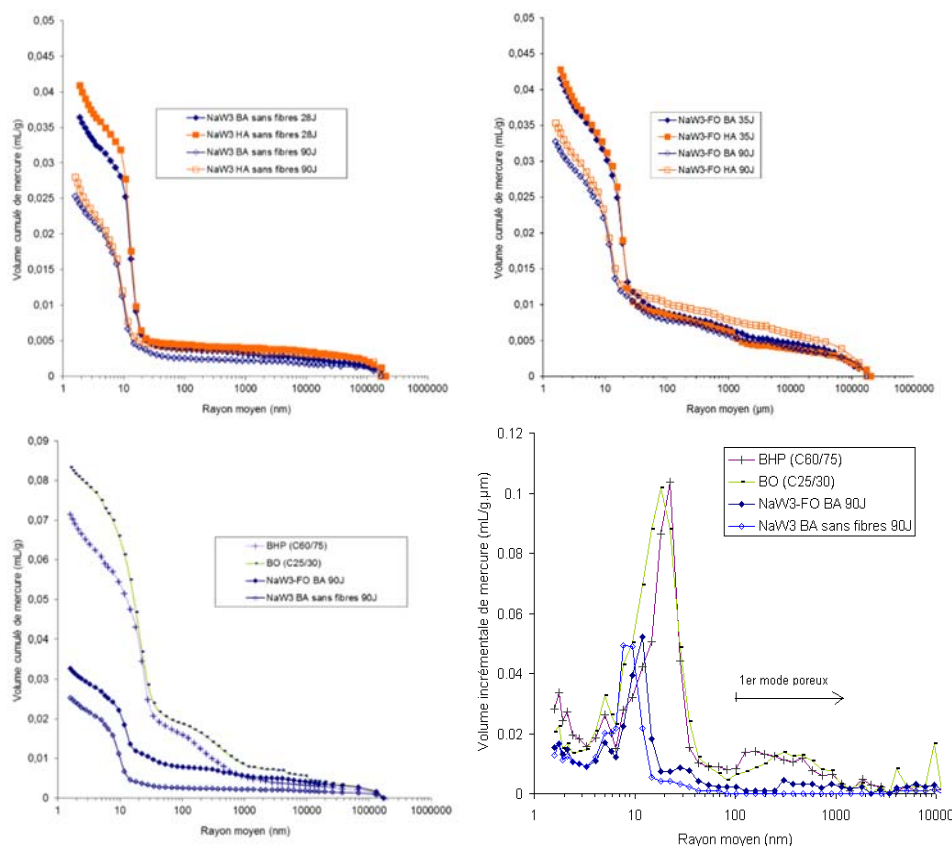 0,05
0,045
0,04
0,035
0,03
0,025
0,02
0,015
0,01
0,005
0
Volume cumulé de mercure (mL/g)
NaW3 BA sans fibres 28J
NaW3 HA sans fibres 28J
NaW3 BA sans fibres 90J
NaW3 HA sans fibres 90J
1 10 100 1000 10000 100000 1000000
Rayon moyen (nm)
0,05
0,045
0,04
0,035
0,03
0,025
0,02
0,015
0,01
0,005
0
Volume cumulé de mercure (mL/g)
NaW3-FO BA 35J
NaW3-FO HA 35J
NaW3-FO BA 90J
NaW3-FO HA 90J
1 10 100 1000 10000 100000 1000000
Rayon moyen (µm)
0,09
0,08
0,07
0,06
0,05
0,04
0,03
0,02
0,01
0
Volume cumulé de mercure (mL/g)
BHP (C60/75)
BO (C25/30)
NaW3-FO BA 90J
NaW3 BA sans fibres 90J
1 10 100 1000 10000 100000 1000000
Rayon moyen (nm)
0.12
0.1
0.08
0.06
0.04
0.02
0
Volume incrémentale de mercure (mL/g.µm)
BHP (C60/75)
BO (C25/30)
NaW3-FO BA 90J
NaW3 BA sans fibres 90J
1er mode poreux
1 10 100 1000 10000
Rayon moyen (nm)